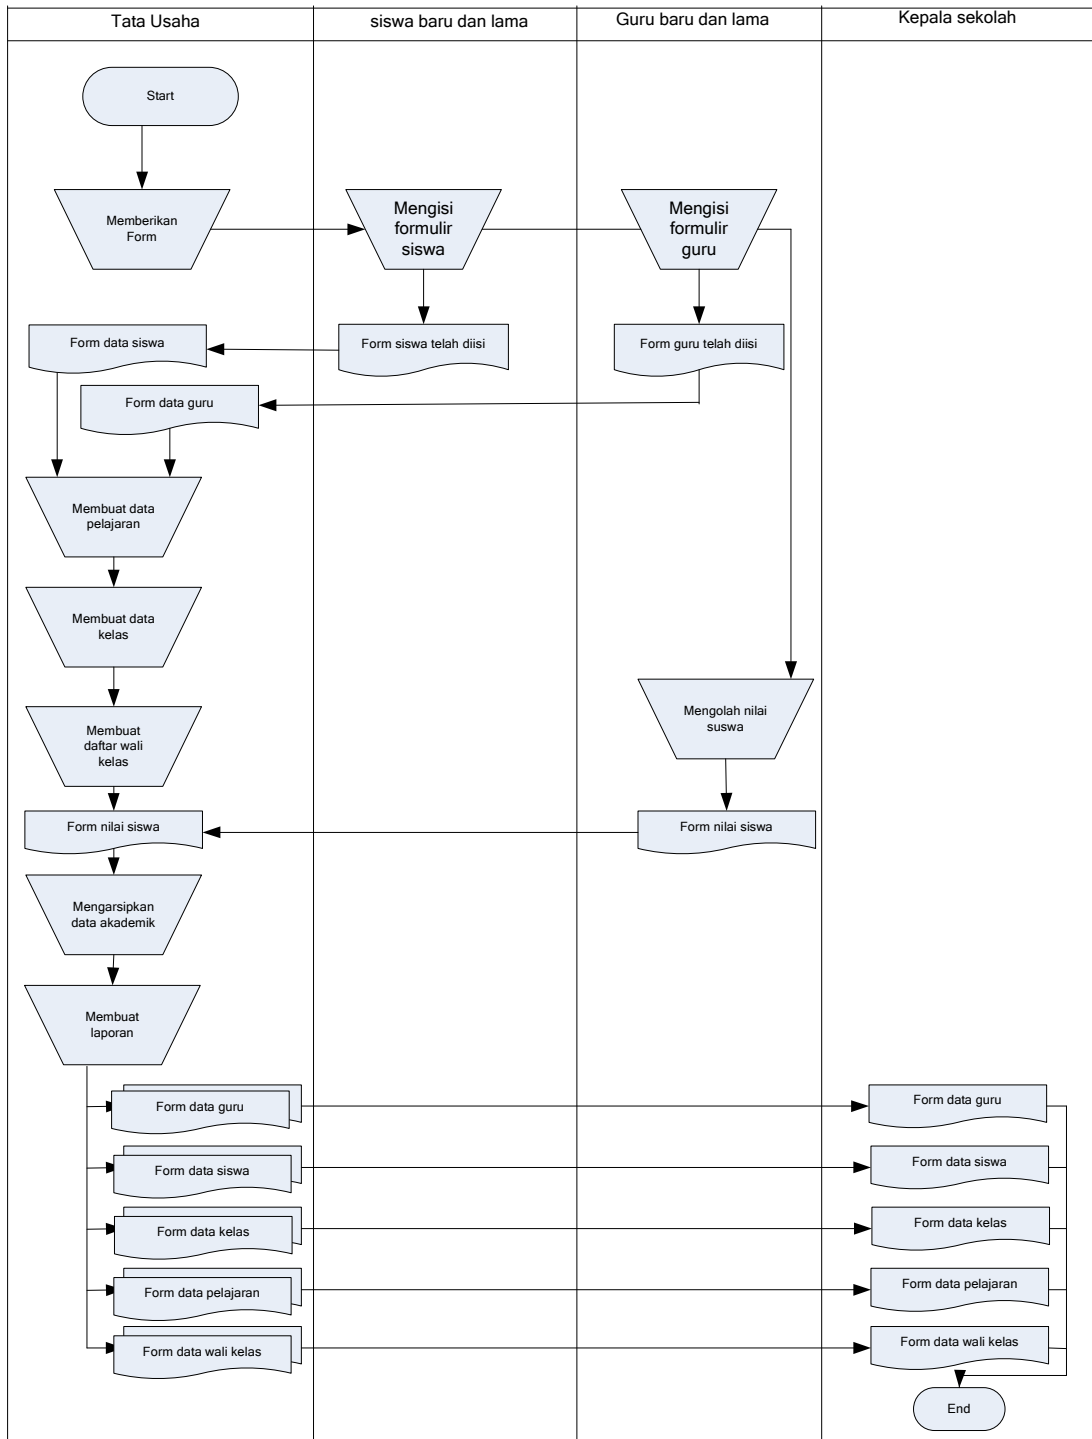 Tata Usaha
siswa baru dan lama
Guru baru dan lama
Kepala sekolah
Start
Memberikan
Form
Mengisi
formulir
siswa
Mengisi
formulir
guru
Form data siswa
Form siswa telah diisi
Form guru telah diisi
Form data guru
Membuat data
pelajaran
Membuat data
kelas
Membuat
daftar wali
kelas
Mengolah nilai
suswa
Form nilai siswa
Form nilai siswa
Mengarsipkan
data akademik
Membuat
laporan
Form data guru
Form data guru
Form data siswa
Form data siswa
Form data kelas
Form data kelas
Form data pelajaran
Form data pelajaran
Form data wali kelas
Form data wali kelas
End